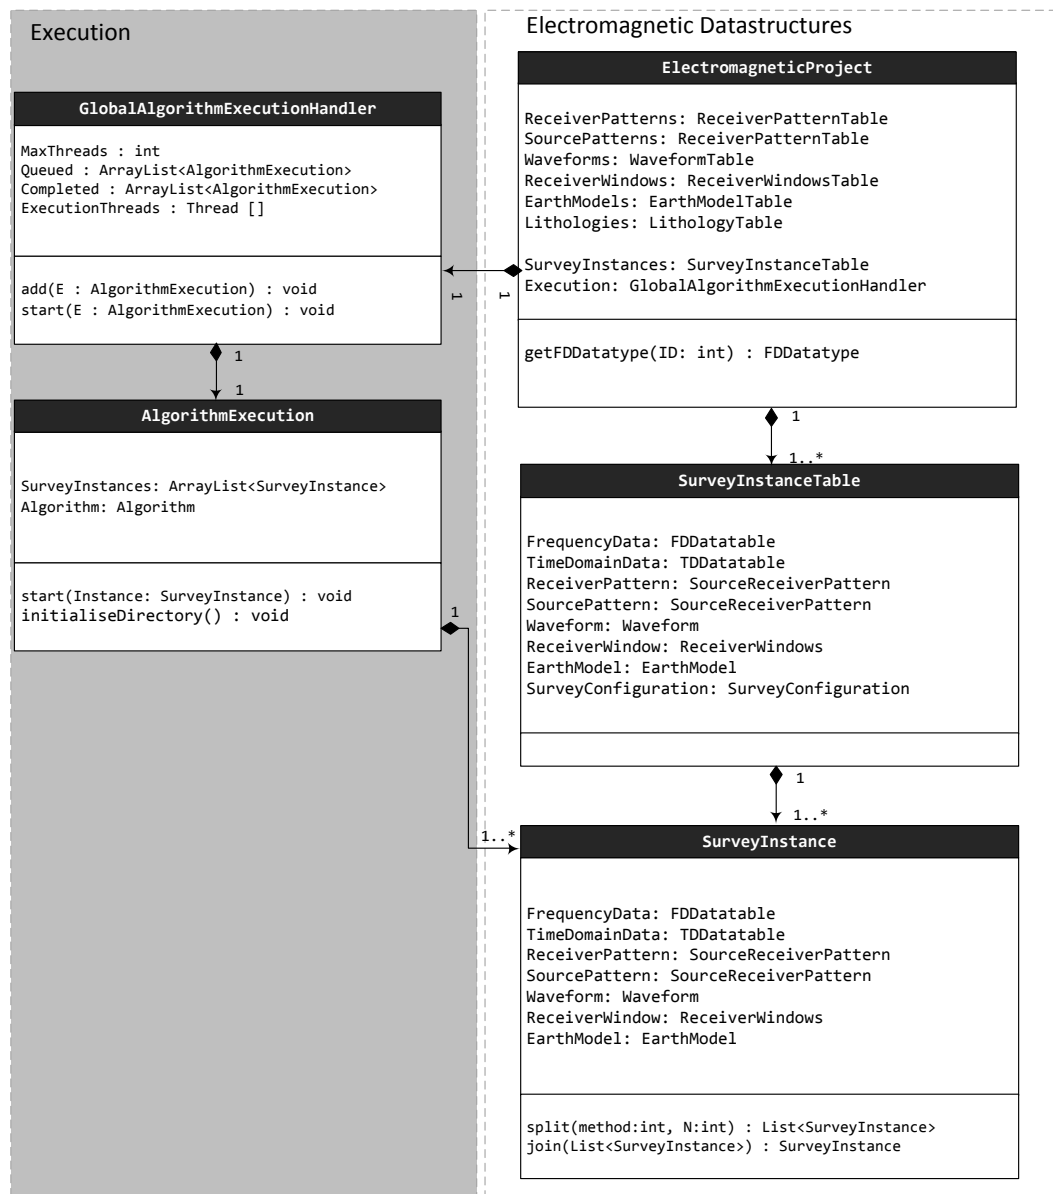 Execution
GlobalAlgorithmExecutionHandler
MaxThreads : int
Queued : ArrayList<AlgorithmExecution>
Completed : ArrayList<AlgorithmExecution>
ExecutionThreads : Thread []
add(E : AlgorithmExecution) : void
start(E : AlgorithmExecution) : void
1
1
AlgorithmExecution
SurveyInstances: ArrayList<SurveyInstance>
Algorithm: Algorithm
start(Instance: SurveyInstance) : void
initialiseDirectory() : void
1
1..*
Electromagnetic Datastructures
ElectromagneticProject
ReceiverPatterns: ReceiverPatternTable
SourcePatterns: ReceiverPatternTable
Waveforms: WaveformTable
ReceiverWindows: ReceiverWindowsTable
EarthModels: EarthModelTable
Lithologies: LithologyTable
SurveyInstances: SurveyInstanceTable
Execution: GlobalAlgorithmExecutionHandler
1
1
getFDDatatype(ID: int) : FDDatatype
1
1..*
SurveyInstanceTable
FrequencyData: FDDatatable
TimeDomainData: TDDatatable
ReceiverPattern: SourceReceiverPattern
SourcePattern: SourceReceiverPattern
Waveform: Waveform
ReceiverWindow: ReceiverWindows
EarthModel: EarthModel
SurveyConfiguration: SurveyConfiguration
1
1..*
SurveyInstance
FrequencyData: FDDatatable
TimeDomainData: TDDatatable
ReceiverPattern: SourceReceiverPattern
SourcePattern: SourceReceiverPattern
Waveform: Waveform
ReceiverWindow: ReceiverWindows
EarthModel: EarthModel
split(method:int, N:int) : List<SurveyInstance>
join(List<SurveyInstance>) : SurveyInstance